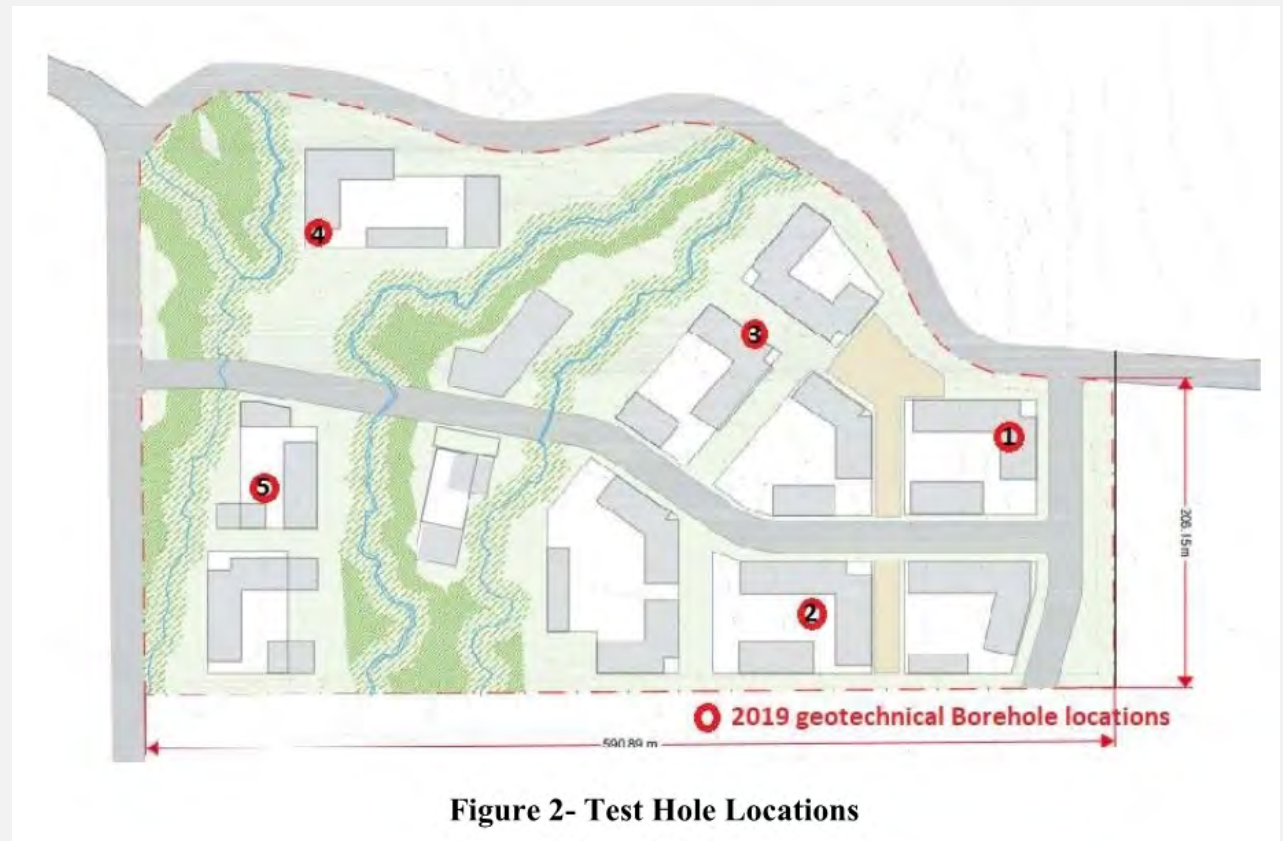 4
3
1
5
2
206.15m
2019 geotechnical Borehole locations
590.89 m
Figure 2- Test Hole Locations